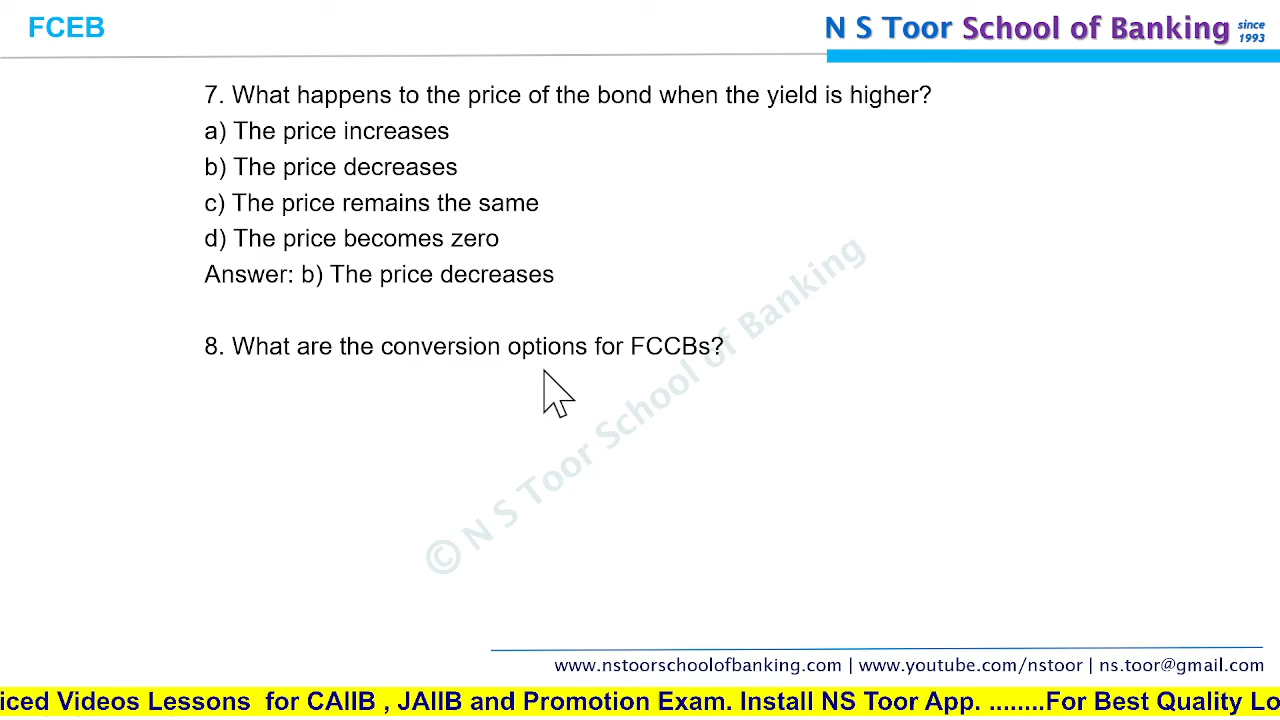 FCEB
N S Toor School of Banking since 1993
7. What happens to the price of the bond when the yield is higher?
a) The price increases
b) The price decreases
c) The price remains the same
d) The price becomes zero
Answer: b) The price decreases
8. What are the conversion options for FCCBs?
© N S Toor School of Banking
www.nstoorschoolofbanking.com | www.youtube.com/nstoor | ns.toor@gmail.com
iced Videos Lessons for CAIIB , JAIIB and Promotion Exam. Install NS Toor App. ........For Best Quality Lo